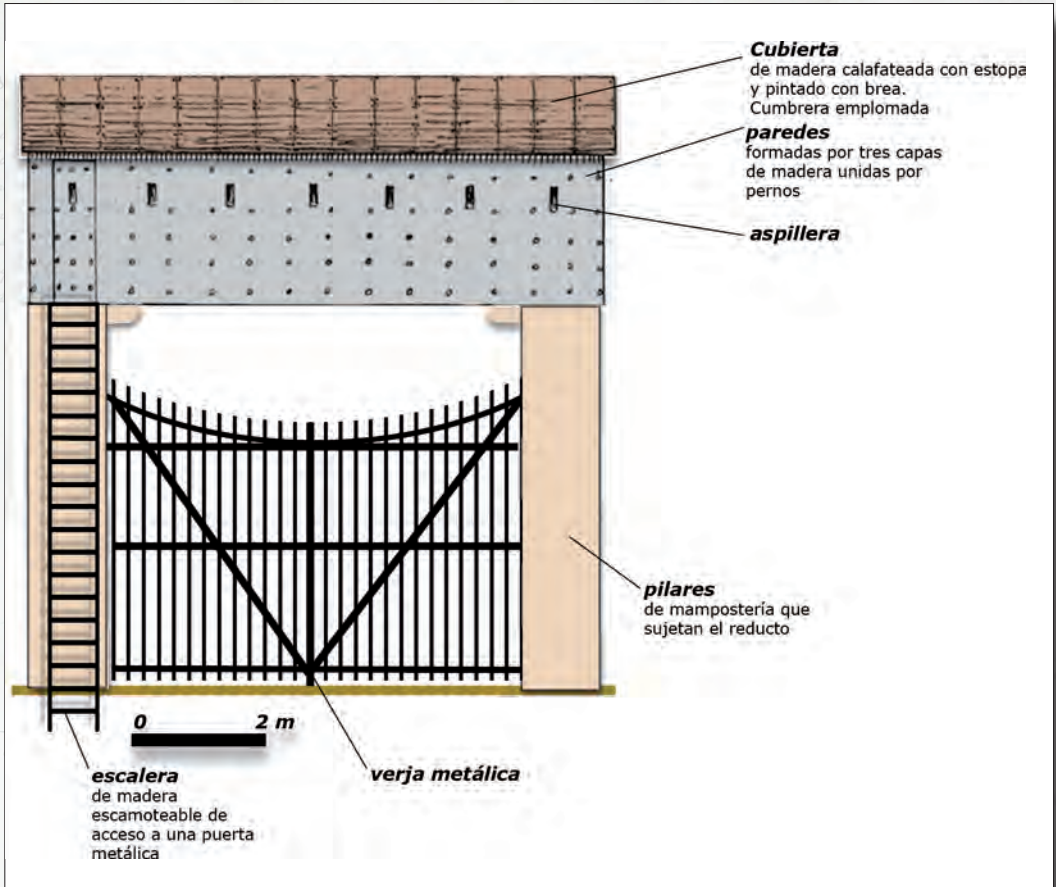 Cubierta
de madera calafateada con estopa
y pintado con brea.
Cumbrera emplomada
paredes
formadas por tres capas
de madera unidas por
pernos
aspillera
pilares
de mampostería que
sujetan el reducto
0 2 m
verja metálica
escalera
de madera
escamoteable de
acceso a una puerta
metálica